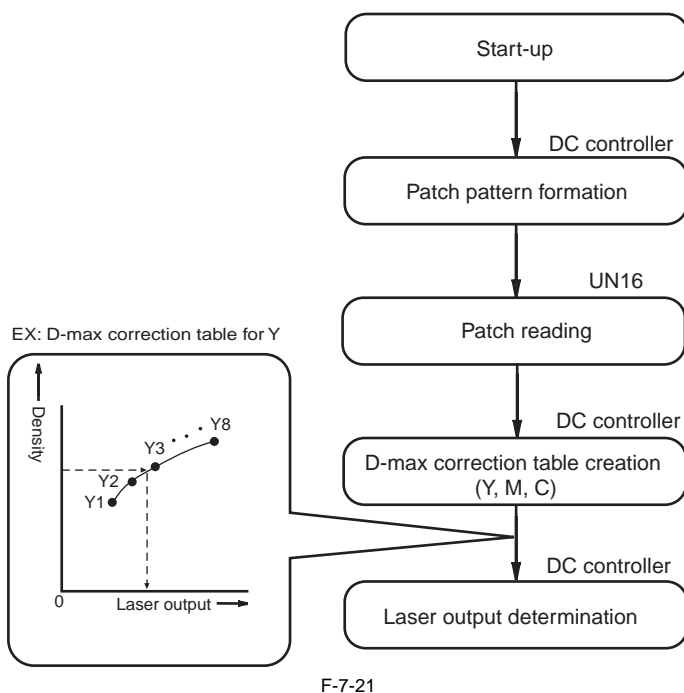 Start-up
DC controller
Patch pattern formation
UN16
Patch reading
DC controller
D-max correction table creation
(Y, M, C)
DC controller
Laser output determination
EX: D-max correction table for Y
Density
Y1
Y2
Y3
Y8
0
Laser output
F-7-21